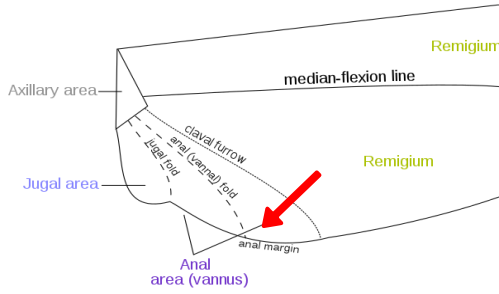 Remigium
median-flexion line
Axillary area
claval furrow
anal (vannal) fold
jugal fold
Remigium
Jugal area
anal margin
Anal
area (vannus)